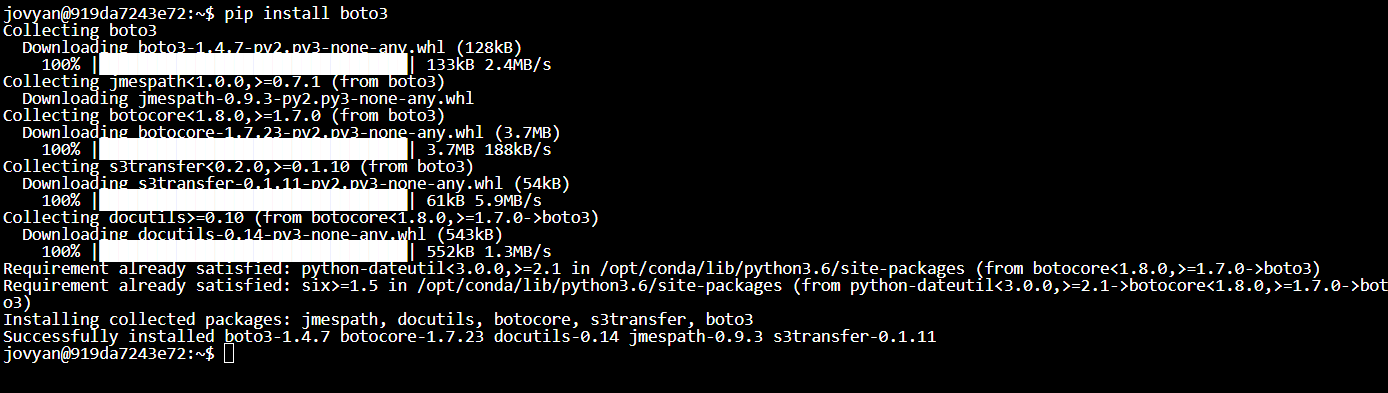 jovyan@919da7243e72:~$ pip install boto3
Collecting boto3
  Downloading boto3-1.4.7-py2.py3-none-any.whl (128kB)
    100% |████████████████████████████████| 133kB 2.4MB/s
Collecting jmespath<1.0.0,>=0.7.1 (from boto3)
  Downloading jmespath-0.9.3-py2.py3-none-any.whl
Collecting botocore<1.8.0,>=1.7.0 (from boto3)
  Downloading botocore-1.7.23-py2.py3-none-any.whl (3.7MB)
    100% |████████████████████████████████| 3.7MB 188kB/s
Collecting s3transfer<0.2.0,>=0.1.10 (from boto3)
  Downloading s3transfer-0.1.11-py2.py3-none-any.whl (54kB)
    100% |████████████████████████████████| 61kB 5.9MB/s
Collecting docutils>=0.10 (from botocore<1.8.0,>=1.7.0->boto3)
  Downloading docutils-0.14-py3-none-any.whl (543kB)
    100% |████████████████████████████████| 552kB 1.3MB/s
Requirement already satisfied: python-dateutil<3.0.0,>=2.1 in /opt/conda/lib/python3.6/site-packages (from botocore<1.8.0,>=1.7.0->boto3)
Requirement already satisfied: six>=1.5 in /opt/conda/lib/python3.6/site-packages (from python-dateutil<3.0.0,>=2.1->botocore<1.8.0,>=1.7.0->bot
o3)
Installing collected packages: jmespath, docutils, botocore, s3transfer, boto3
Successfully installed boto3-1.4.7 botocore-1.7.23 docutils-0.14 jmespath-0.9.3 s3transfer-0.1.11
jovyan@919da7243e72:~$